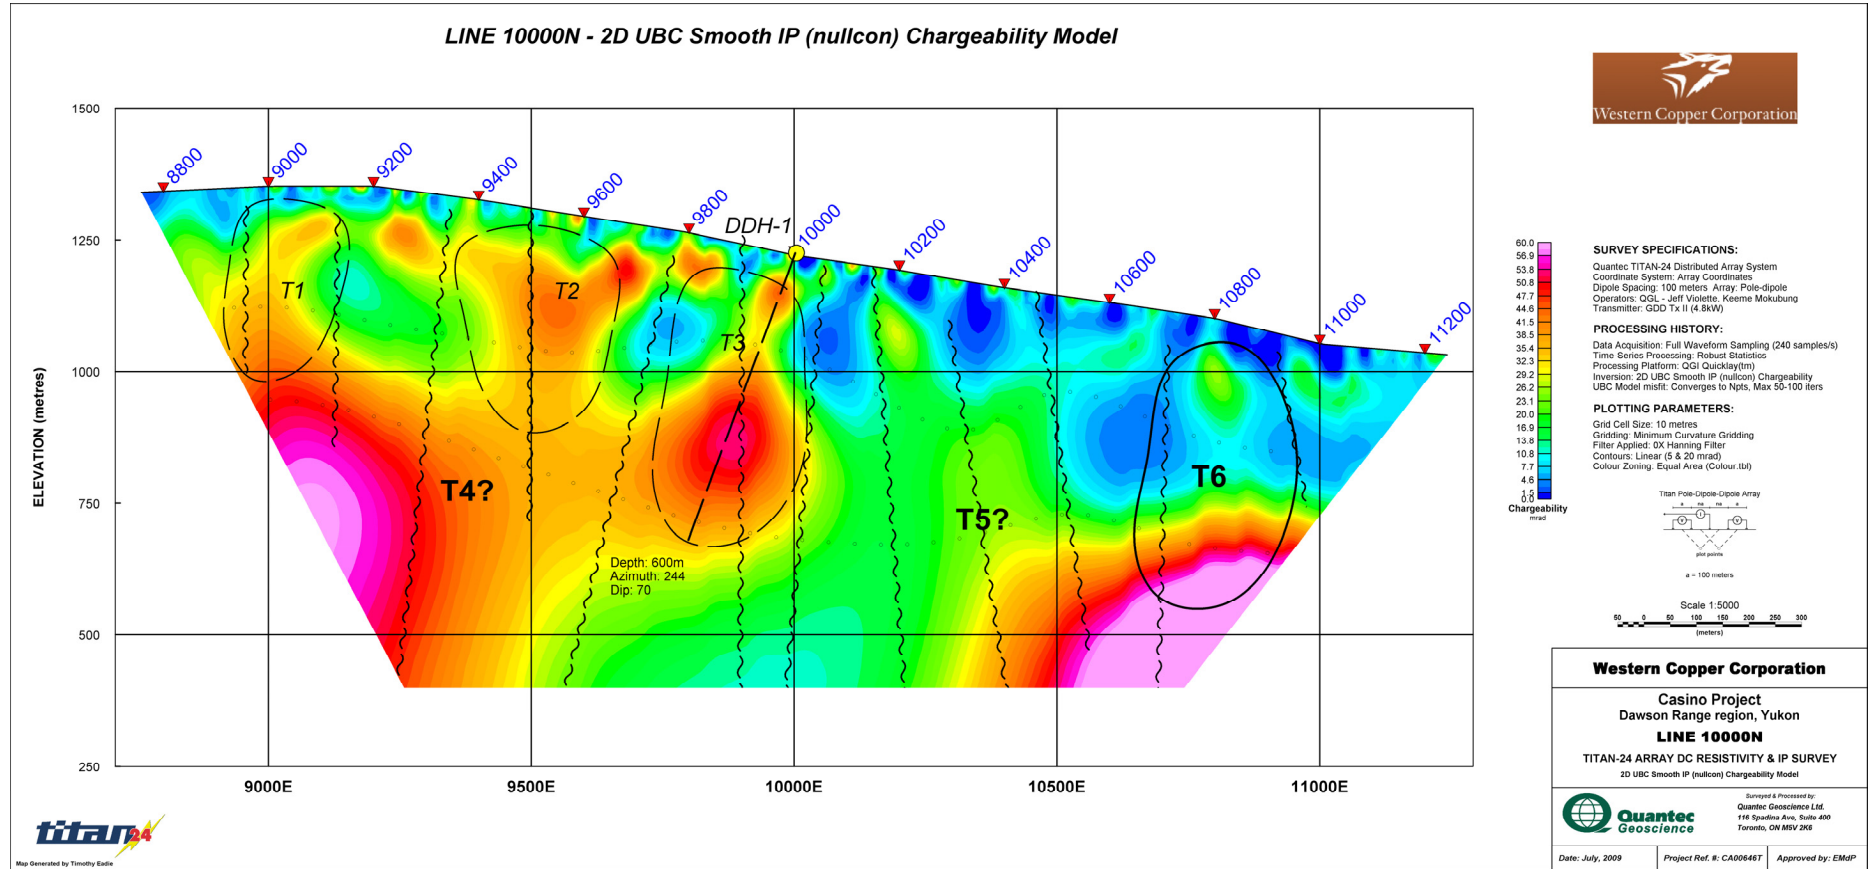 LINE 10000N - 2D UBC Smooth IP (nullcon) Chargeability Model
Western Copper Corporation
1500
1250
1000
750
500
250
ELEVATION (metres)
8800
9000
9200
9400
9600
9800
DDH-1
10000
10200
10400
10600
10800
11000
11200
T1
T2
T3
T4?
T5?
T6
Depth: 600m
Azimuth: 244
Dip: 70
9000E
9500E
10000E
10500E
11000E
60.0
56.9
53.8
50.8
47.7
44.6
41.5
38.5
35.4
32.3
29.2
26.2
23.1
20.0
16.9
13.8
10.8
7.7
4.6
1.5
0.0
Chargeability
mrad
SURVEY SPECIFICATIONS:
Quantec TITAN-24 Distributed Array System
Coordinate System: Array Coordinates
Dipole Spacing: 100 meters Array: Pole-dipole
Operators: QGL - Jeff Violette. Keeme Mokubung
Transmitter: GDD Tx II (4.8kW)
PROCESSING HISTORY:
Data Acquisition: Full Waveform Sampling (240 samples/s)
Time Series Processing: Robust Statistics
Processing Platform: QGI Quicklay(tm)
Inversion: 2D UBC Smooth IP (nullcon) Chargeability
UBC Model misfit: Converges to Npts, Max 50-100 iters
PLOTTING PARAMETERS:
Grid Cell Size: 10 metres
Gridding: Minimum Curvature Gridding
Filter Applied: 0X Hanning Filter
Contours: Linear (5 & 20 mrad)
Colour Zoning: Equal Area (Colour.tbl)
Titan Pole-Dipole-Dipole Array
a na na a
V I V
plot points
a = 100 meters
Scale 1:5000
50 0 50 100 150 200 250 300
(meters)
Western Copper Corporation
Casino Project
Dawson Range region, Yukon
LINE 10000N
TITAN-24 ARRAY DC RESISTIVITY & IP SURVEY
2D UBC Smooth IP (nullcon) Chargeability Model
Quantec
Geoscience
Surveyed & Processed by:
Quantec Geoscience Ltd.
116 Spadina Ave, Suite 400
Toronto, ON M5V 2K6
Date: July, 2009
Project Ref. #: CA00646T
Approved by: EMdP
titan 24
Map Generated by Timothy Eadie